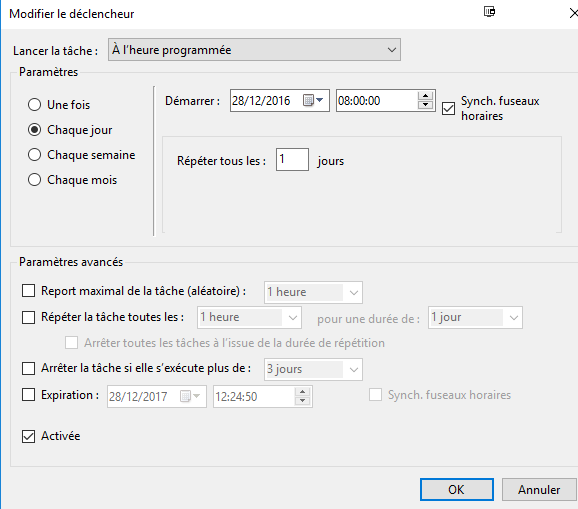 Modifier le déclencheur
Lancer la tâche : À l'heure programmée
Paramètres
Une fois
Chaque jour
Chaque semaine
Chaque mois
Démarrer : 28/12/2016 08:00:00 Synch. fuseaux horaires
Répéter tous les : 1 jours
Paramètres avancés
Report maximal de la tâche (aléatoire) : 1 heure
Répéter la tâche toutes les : 1 heure pour une durée de : 1 jour
Arrêter toutes les tâches à l'issue de la durée de répétition
Arrêter la tâche si elle s'exécute plus de : 3 jours
Expiration : 28/12/2017 12:24:50 Synch. fuseaux horaires
Activée
OK Annuler